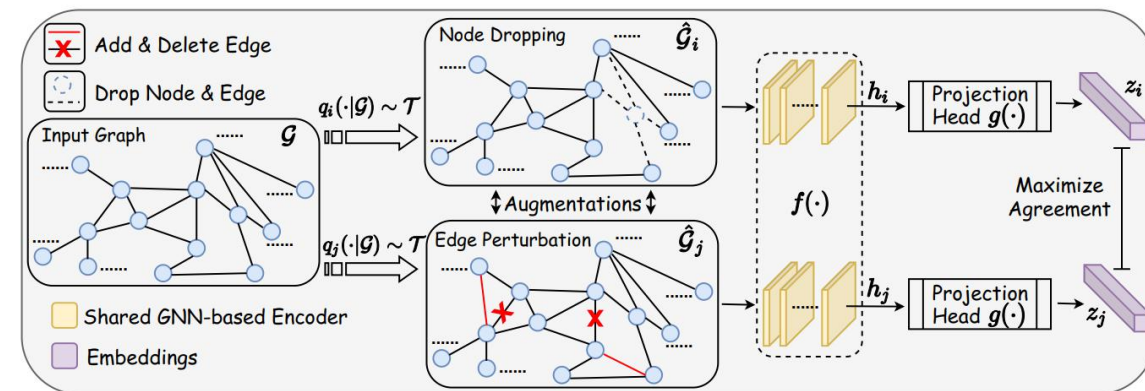 Add & Delete Edge
Drop Node & Edge
Input Graph
𝒢
q_i(·|𝒢) ~ 𝒯
q_j(·|𝒢) ~ 𝒯
Node Dropping
𝒢̂_i
Augmentations
Edge Perturbation
𝒢̂_j
f(·)
h_i
h_j
Projection
Head g(·)
Projection
Head g(·)
z_i
Maximize
Agreement
z_j
Shared GNN-based Encoder
Embeddings